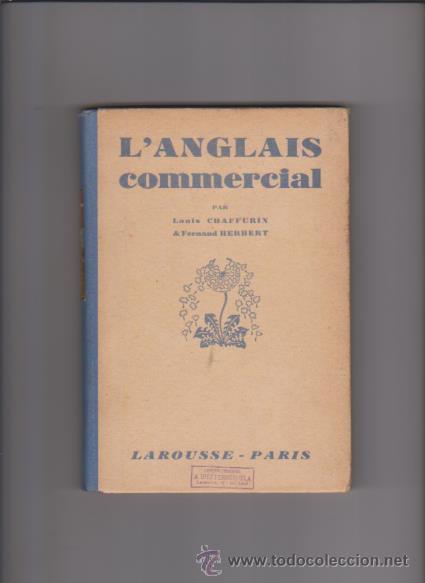 L'ANGLAIS
commercial
PAR
Louis CHAFFURIN
& Fernand HERBERT
LAROUSSE - PARIS
www.todocoleccion.net